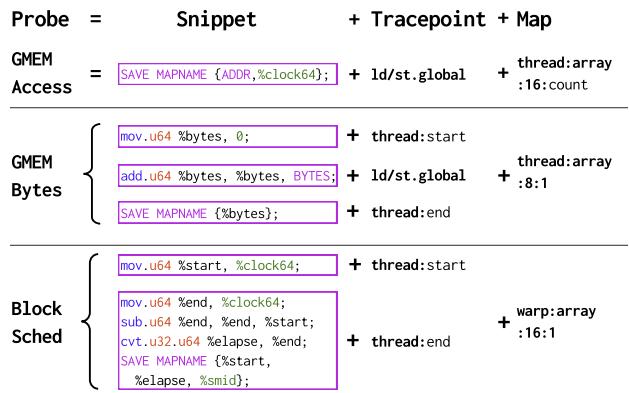 Probe = Snippet + Tracepoint + Map
GMEM
Access
= SAVE MAPNAME {ADDR,%clock64}; + ld/st.global + thread:array
:16:count
GMEM
Bytes
mov.u64 %bytes, 0; + thread:start
add.u64 %bytes, %bytes, BYTES; + ld/st.global
SAVE MAPNAME {%bytes}; + thread:end
+ thread:array
:8:1
Block
Sched
mov.u64 %start, %clock64; + thread:start
mov.u64 %end, %clock64;
sub.u64 %end, %end, %start;
cvt.u32.u64 %elapse, %end;
SAVE MAPNAME {%start,
%elapse, %smid};
+ thread:end
+ warp:array
:16:1